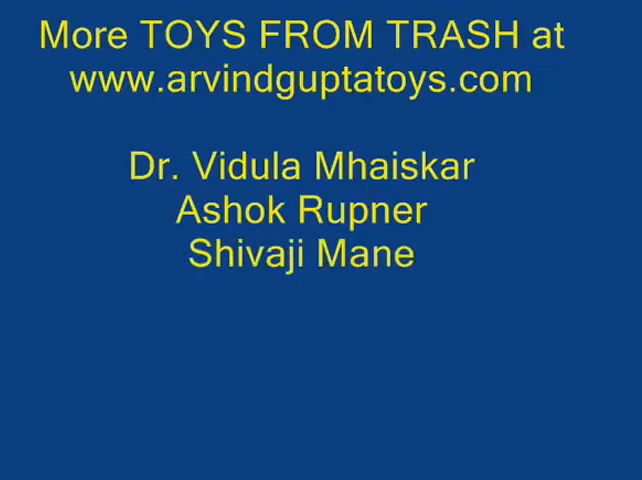 More TOYS FROM TRASH at
www.arvindguptatoys.com
Dr. Vidula Mhaiskar
Ashok Rupner
Shivaji Mane